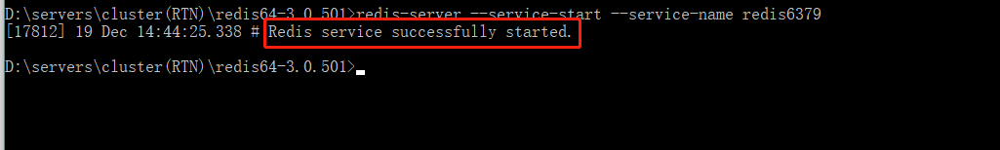 D:\servers\cluster(RTN)\redis64-3.0.501>redis-server --service-start --service-name redis6379
[17812] 19 Dec 14:44:25.338 # Redis service successfully started.
D:\servers\cluster(RTN)\redis64-3.0.501>